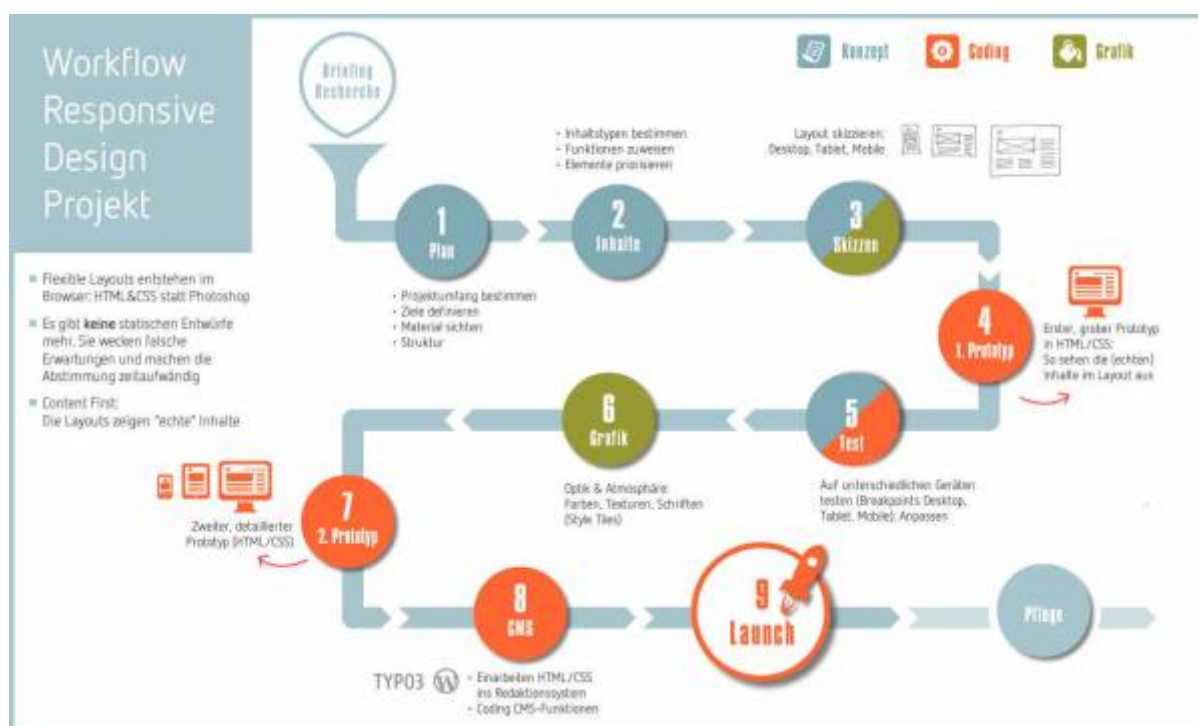 Workflow
Responsive
Design
Projekt
Briefing
Recherche
Konzept
Coding
Grafik
• Inhaltstypen bestimmen
• Funktionen zuweisen
• Elemente priorisieren
Layout skizzieren:
Desktop, Tablet, Mobile
1
Plan
2
Inhalte
3
Skizzen
• Projektumfang bestimmen
• Ziele definieren
• Material sichten
• Struktur
Flexible Layouts entstehen im
Browser: HTML&CSS statt Photoshop
Es gibt keine statischen Entwürfe
mehr. Sie wecken falsche
Erwartungen und machen die
Abstimmung zeitaufwändig
Content First:
Die Layouts zeigen "echte" Inhalte
4
1. Prototyp
Erster, grober Prototyp
in HTML/CSS:
So sehen die (echten)
Inhalte im Layout aus
5
Test
Auf unterschiedlichen Geräten
testen (Breakpoints Desktop,
Tablet, Mobile); Anpassen
6
Grafik
Optik & Atmosphäre:
Farben, Texturen, Schriften
(Style Tiles)
7
2. Prototyp
Zweiter, detaillierter
Prototyp (HTML/CSS)
8
CMS
TYPO3
• Einarbeiten HTML/CSS
ins Redaktionssystem
• Coding CMS-Funktionen
9
Launch
Pflege